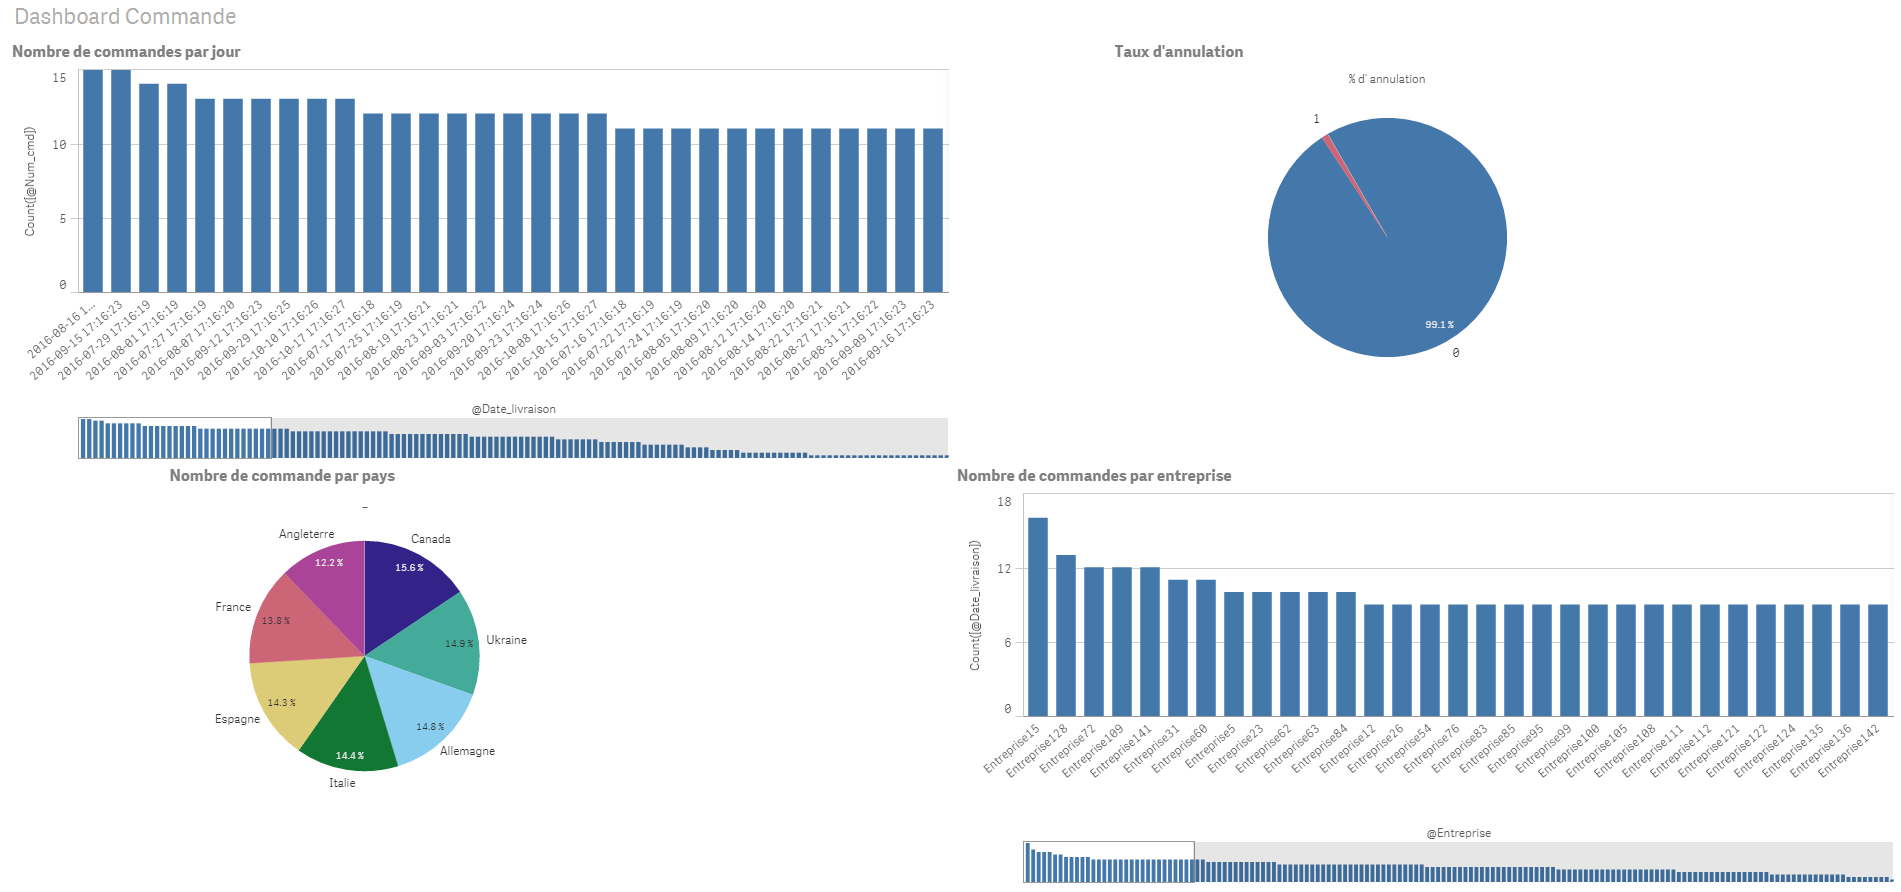 Dashboard Commande
Nombre de commandes par jour
15
10
5
0
Count([@Num_cmd])
2016-08-16 1...
2016-09-15 17:16:23
2016-07-29 17:16:19
2016-08-01 17:16:19
2016-07-27 17:16:19
2016-08-07 17:16:20
2016-09-12 17:16:23
2016-09-29 17:16:25
2016-10-10 17:16:26
2016-10-17 17:16:27
2016-07-17 17:16:18
2016-07-25 17:16:19
2016-08-19 17:16:21
2016-08-23 17:16:21
2016-09-03 17:16:22
2016-09-20 17:16:24
2016-09-23 17:16:24
2016-10-08 17:16:26
2016-10-15 17:16:27
2016-07-16 17:16:18
2016-07-22 17:16:19
2016-07-24 17:16:19
2016-08-05 17:16:20
2016-08-09 17:16:20
2016-08-12 17:16:20
2016-08-14 17:16:20
2016-08-22 17:16:21
2016-08-27 17:16:21
2016-08-31 17:16:22
2016-09-09 17:16:23
2016-09-16 17:16:23
@Date_livraison
Taux d'annulation
% d' annulation
1
99.1 %
0
Nombre de commande par pays
–
Angleterre
12.2 %
Canada
15.6 %
France
13.8 %
Ukraine
14.9 %
Espagne
14.3 %
Allemagne
14.8 %
Italie
14.4 %
Nombre de commandes par entreprise
18
12
6
0
Count([@Date_livraison])
Entreprise15
Entreprise128
Entreprise72
Entreprise109
Entreprise141
Entreprise31
Entreprise60
Entreprise5
Entreprise23
Entreprise62
Entreprise63
Entreprise84
Entreprise12
Entreprise26
Entreprise54
Entreprise76
Entreprise83
Entreprise85
Entreprise95
Entreprise99
Entreprise100
Entreprise105
Entreprise108
Entreprise111
Entreprise112
Entreprise121
Entreprise122
Entreprise124
Entreprise135
Entreprise136
Entreprise142
@Entreprise